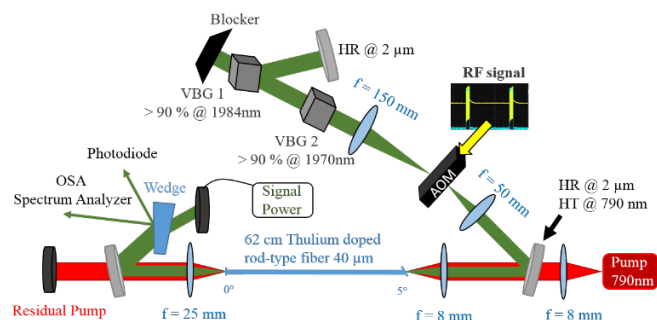 Blocker
HR @ 2 µm
VBG 1
> 90 % @ 1984nm
VBG 2
> 90 % @ 1970nm
f = 150 mm
RF signal
AOM
f = 50 mm
HR @ 2 µm
HT @ 790 nm
Photodiode
OSA
Spectrum Analyzer
Wedge
Signal
Power
62 cm Thulium doped
rod-type fiber 40 µm
0°
5°
Pump
790nm
Residual Pump
f = 25 mm
f = 8 mm
f = 8 mm